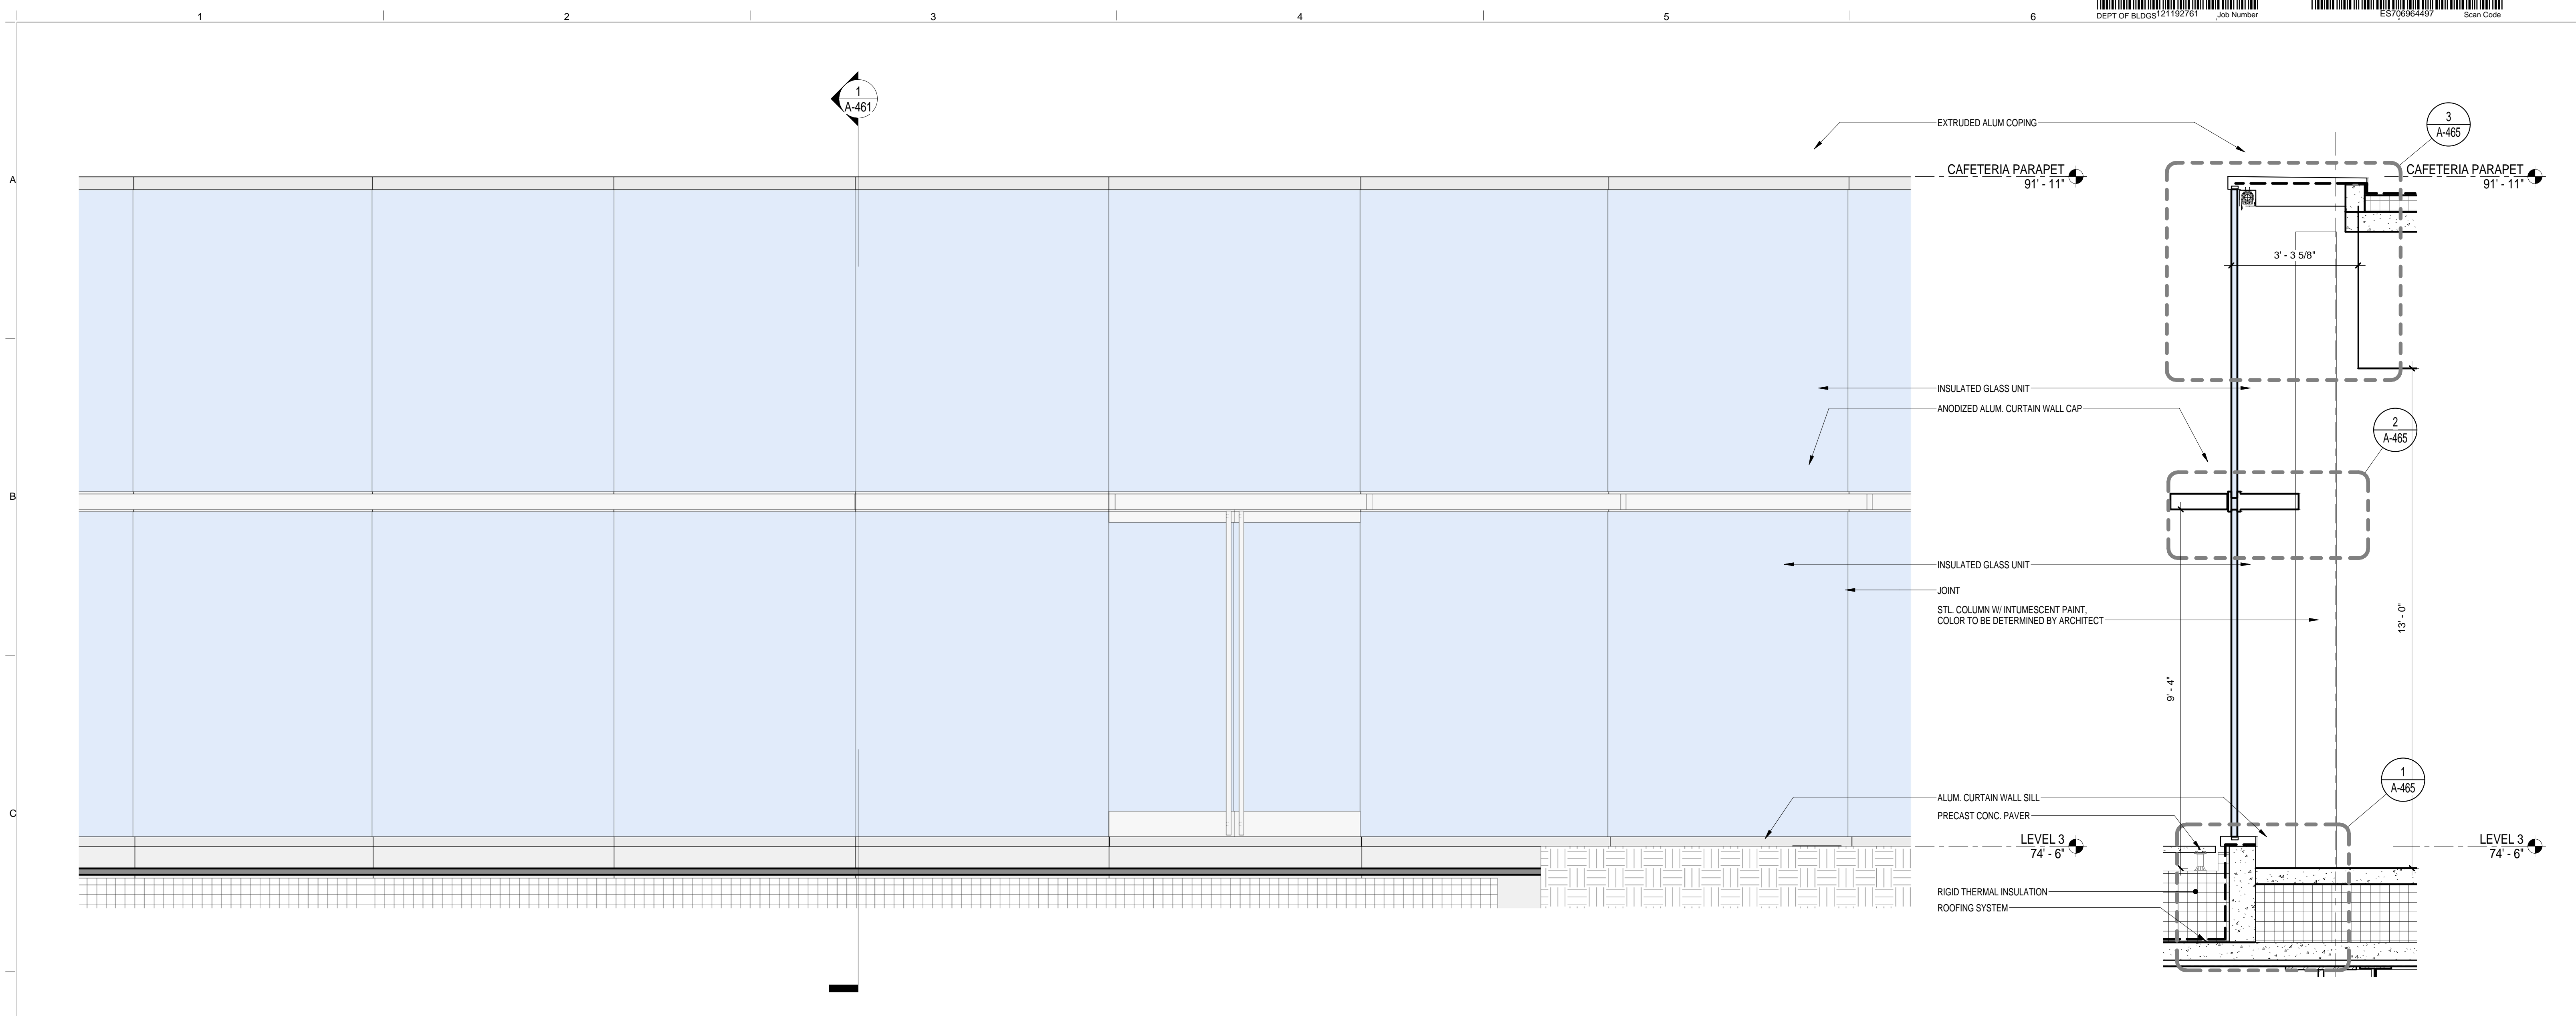 1
2
3
4
5
6
DEPT OF BLDGS 121192761 Job Number
ES706964497 Scan Code
1
A-461
EXTRUDED ALUM COPING
3
A-465
A
CAFETERIA PARAPET
91' - 11"
CAFETERIA PARAPET
91' - 11"
3' - 3 5/8"
INSULATED GLASS UNIT
ANODIZED ALUM. CURTAIN WALL CAP
2
A-465
B
INSULATED GLASS UNIT
JOINT
STL. COLUMN W/ INTUMESCENT PAINT,
COLOR TO BE DETERMINED BY ARCHITECT
13' - 0"
9' - 4"
1
A-465
ALUM. CURTAIN WALL SILL
C
PRECAST CONC. PAVER
LEVEL 3
74' - 6"
LEVEL 3
74' - 6"
RIGID THERMAL INSULATION
ROOFING SYSTEM